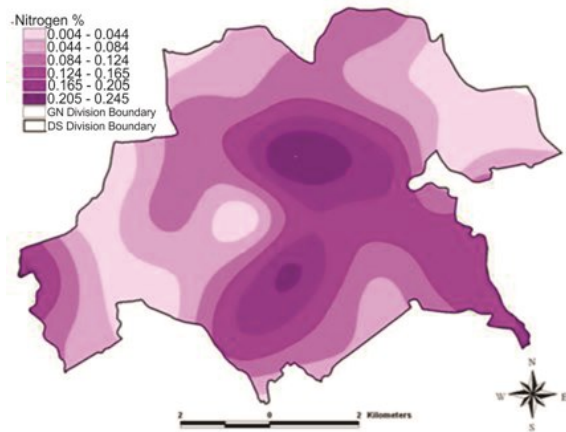 .Nitrogen %
0.004 - 0.044
0.044 - 0.084
0.084 - 0.124
0.124 - 0.165
0.165 - 0.205
0.205 - 0.245
GN Division Boundary
DS Division Boundary
N
W E
S
2 0 2 Kilometers